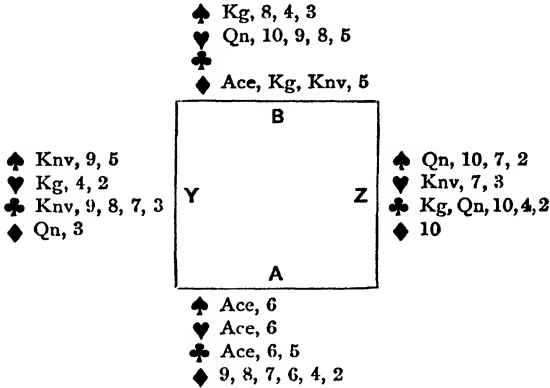 ♠ Kg, 8, 4, 3
♥ Qn, 10, 9, 8, 5
♣
♦ Ace, Kg, Knv, 5
B
♠ Knv, 9, 5
♥ Kg, 4, 2
♣ Knv, 9, 8, 7, 3
♦ Qn, 3
Y
Z
♠ Qn, 10, 7, 2
♥ Knv, 7, 3
♣ Kg, Qn, 10, 4, 2
♦ 10
A
♠ Ace, 6
♥ Ace, 6
♣ Ace, 6, 5
♦ 9, 8, 7, 6, 4, 2